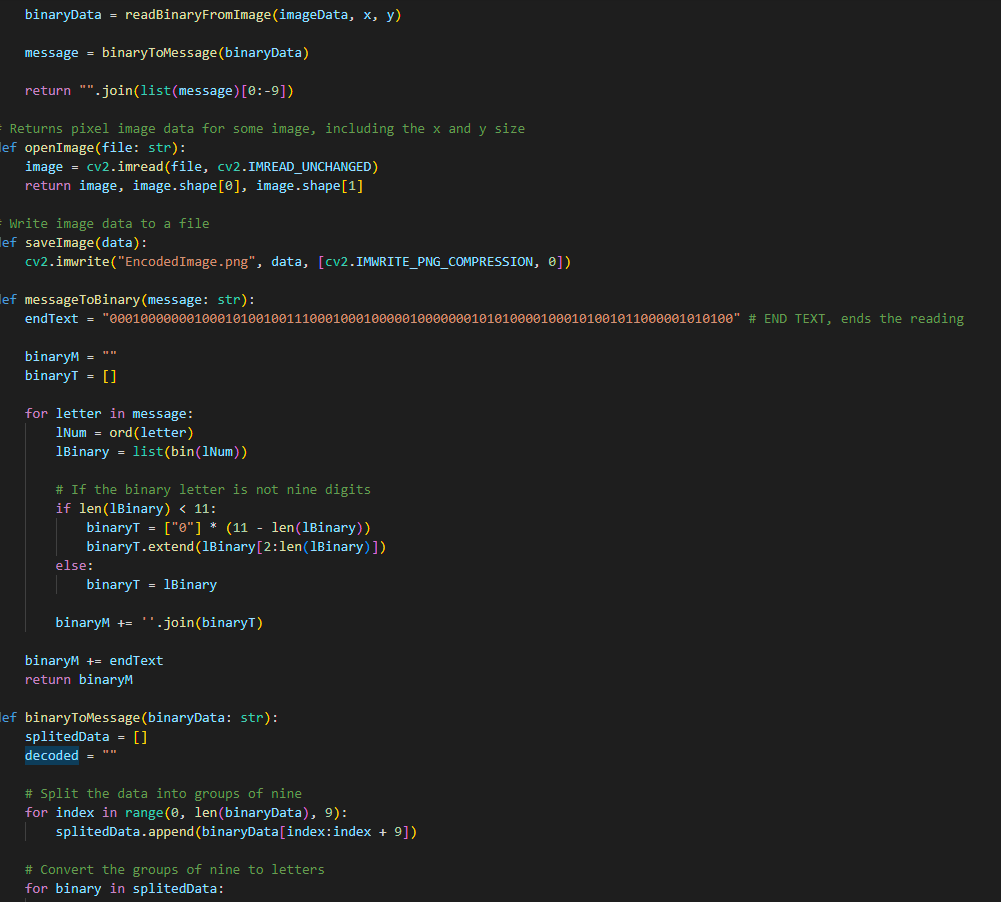 binaryData = readBinaryFromImage(imageData, x, y)
message = binaryToMessage(binaryData)
return "".join(list(message)[0:-9])
# Returns pixel image data for some image, including the x and y size
def openImage(file: str):
image = cv2.imread(file, cv2.IMREAD_UNCHANGED)
return image, image.shape[0], image.shape[1]
# Write image data to a file
def saveImage(data):
cv2.imwrite("EncodedImage.png", data, [cv2.IMWRITE_PNG_COMPRESSION, 0])
def messageToBinary(message: str):
endText = "000100000001000101001001110001000100000100000001010100001000101001011000001010100" # END TEXT, ends the reading
binaryM = ""
binaryT = []
for letter in message:
lNum = ord(letter)
lBinary = list(bin(lNum))
# If the binary letter is not nine digits
if len(lBinary) < 11:
binaryT = ["0"] * (11 - len(lBinary))
binaryT.extend(lBinary[2:len(lBinary)])
else:
binaryT = lBinary
binaryM += ''.join(binaryT)
binaryM += endText
return binaryM
def binaryToMessage(binaryData: str):
splitedData = []
decoded = ""
# Split the data into groups of nine
for index in range(0, len(binaryData), 9):
splitedData.append(binaryData[index:index + 9])
# Convert the groups of nine to letters
for binary in splitedData: